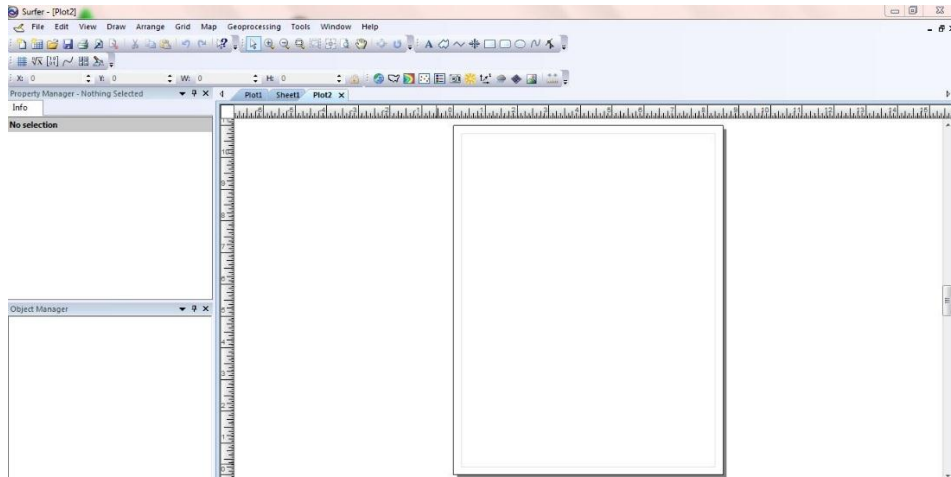 Surfer - [Plot2]
File Edit View Draw Arrange Grid Map Geoprocessing Tools Window Help
X: 0 Y: 0 W: 0 H: 0
Property Manager - Nothing Selected
Plot1 Sheet1 Plot2
Info
No selection
Object Manager